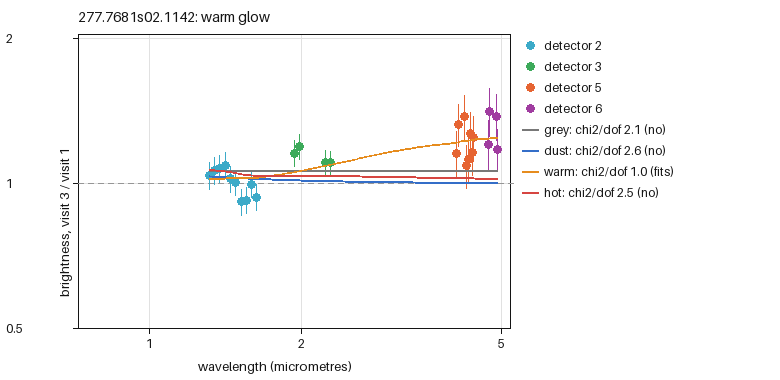 277.7681s02.1142: warm glow
2
1
0.5
brightness, visit 3 / visit 1
1
2
5
wavelength (micrometres)
detector 2
detector 3
detector 5
detector 6
grey: chi2/dof 2.1 (no)
dust: chi2/dof 2.6 (no)
warm: chi2/dof 1.0 (fits)
hot: chi2/dof 2.5 (no)